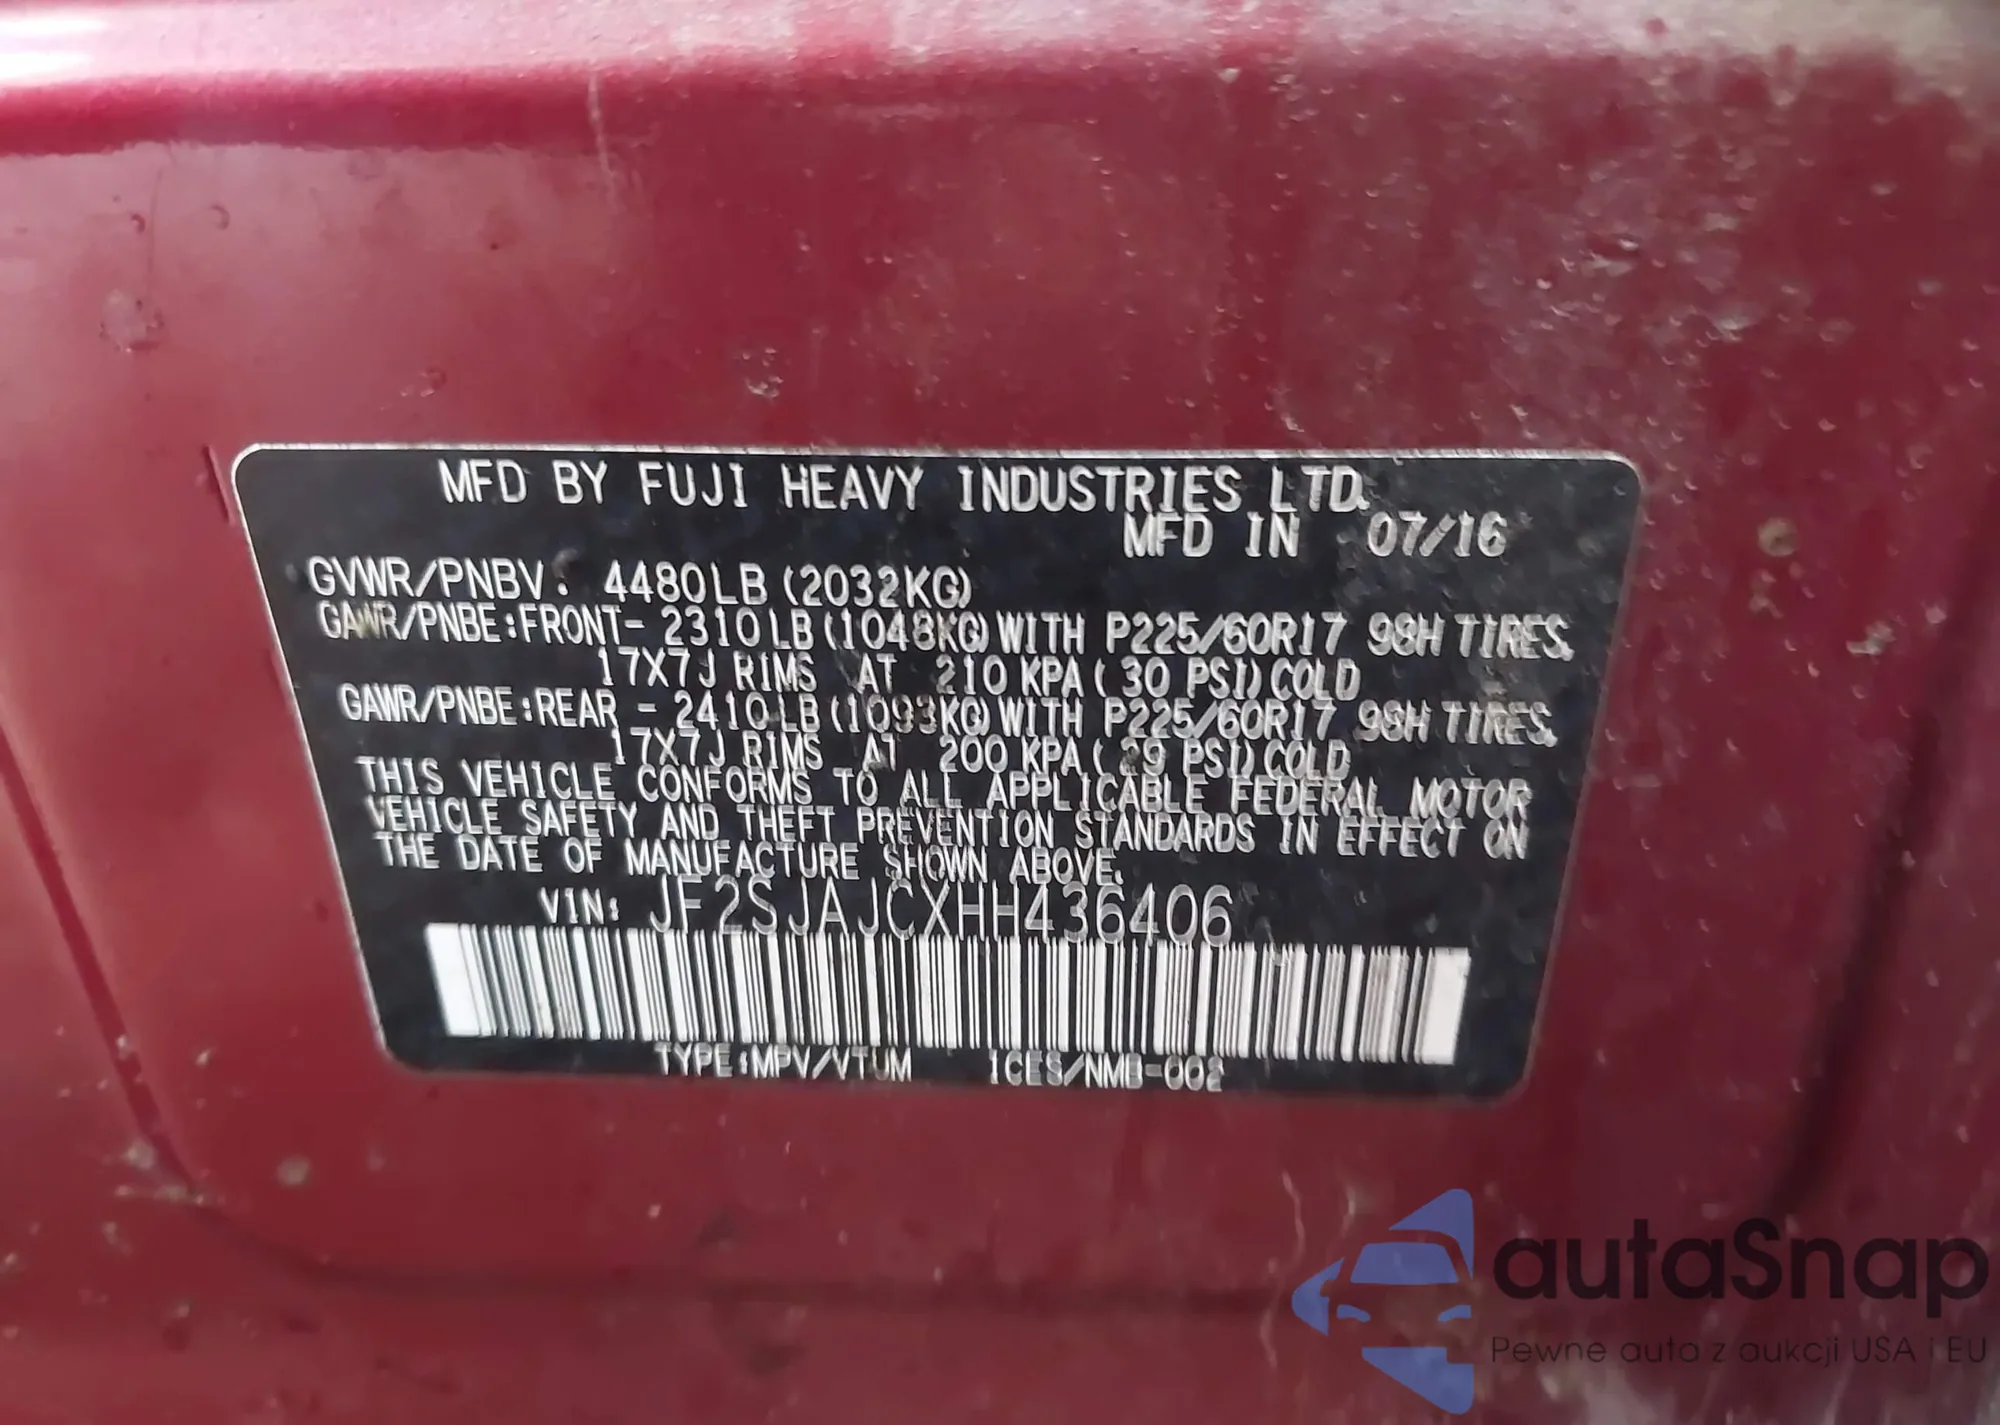 MFD BY FUJI HEAVY INDUSTRIES LTD.
MFD IN 07/16
GVWR/PNBV: 4480LB (2032KG)
GAWR/PNBE:FRONT- 2310LB(1048KG)WITH P225/60R17 98H TIRES,
17X7J RIMS AT 210 KPA( 30 PSI)COLD
GAWR/PNBE:REAR - 2410LB(1093KG)WITH P225/60R17 98H TIRES,
17X7J RIMS AT 200 KPA( 29 PSI)COLD
THIS VEHICLE CONFORMS TO ALL APPLICABLE FEDERAL MOTOR
VEHICLE SAFETY AND THEFT PREVENTION STANDARDS IN EFFECT ON
THE DATE OF MANUFACTURE SHOWN ABOVE.
VIN: JF2SJAJCXHH436406
TYPE:MPV/VTUM ICES/NMB-002
autaSnap
Pewne auto z aukcji USA i EU